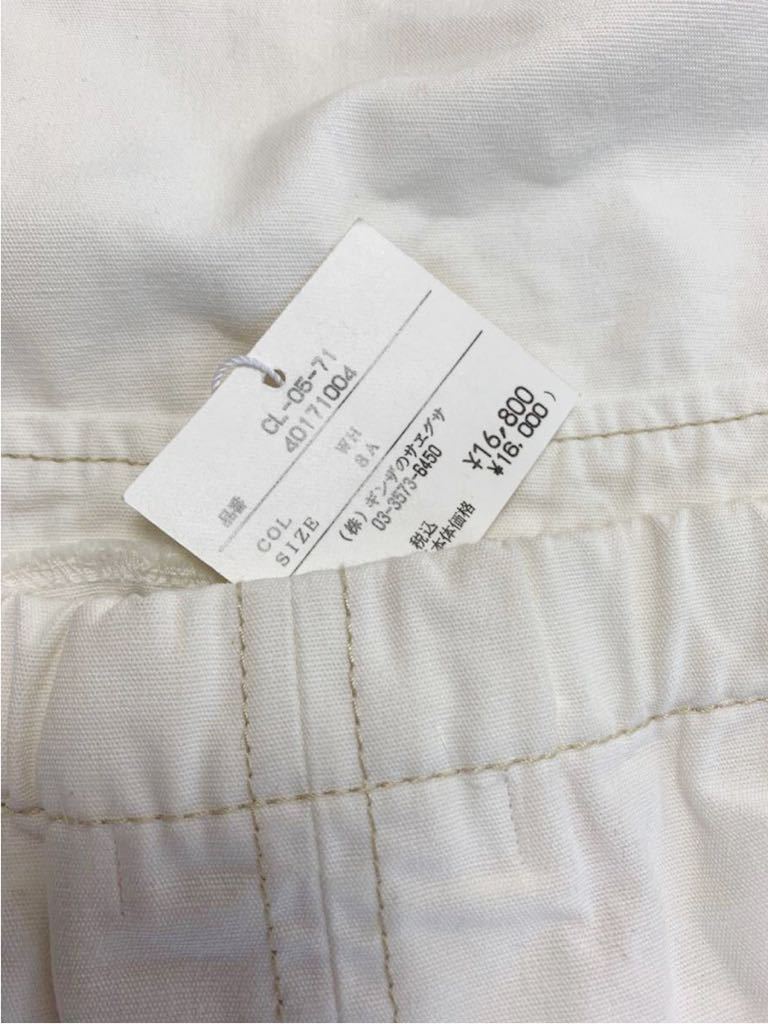 品番 CL-05-71
40171004
COL WH
SIZE 8A
(株)ギンザのサヱグサ
03-3573-6450
税込 ¥16,800
本体価格 ¥16,000)